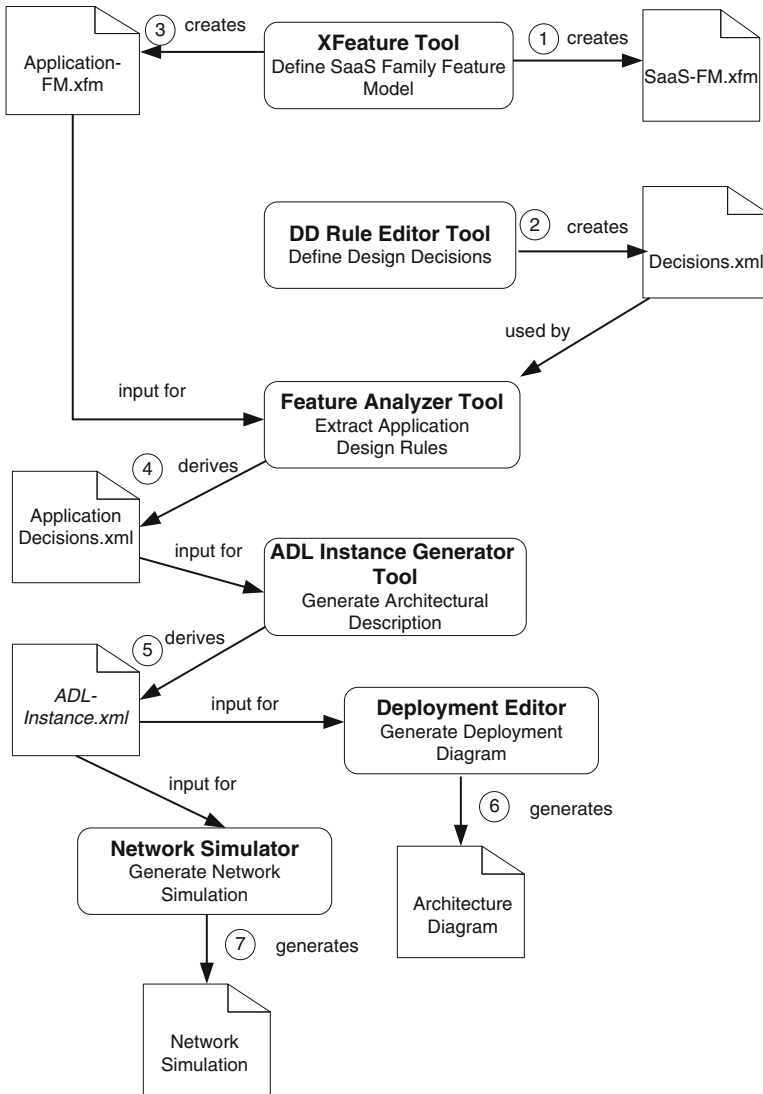 3 creates
XFeature Tool
Define SaaS Family Feature
Model
1 creates
Application-
FM.xfm
SaaS-FM.xfm
DD Rule Editor Tool
Define Design Decisions
2 creates
Decisions.xml
used by
input for
Feature Analyzer Tool
Extract Application
Design Rules
4 derives
Application
Decisions.xml
input for
ADL Instance Generator
Tool
Generate Architectural
Description
5 derives
ADL-
Instance.xml
input for
Deployment Editor
Generate Deployment
Diagram
input for
6 generates
Network Simulator
Generate Network
Simulation
Architecture
Diagram
7 generates
Network
Simulation